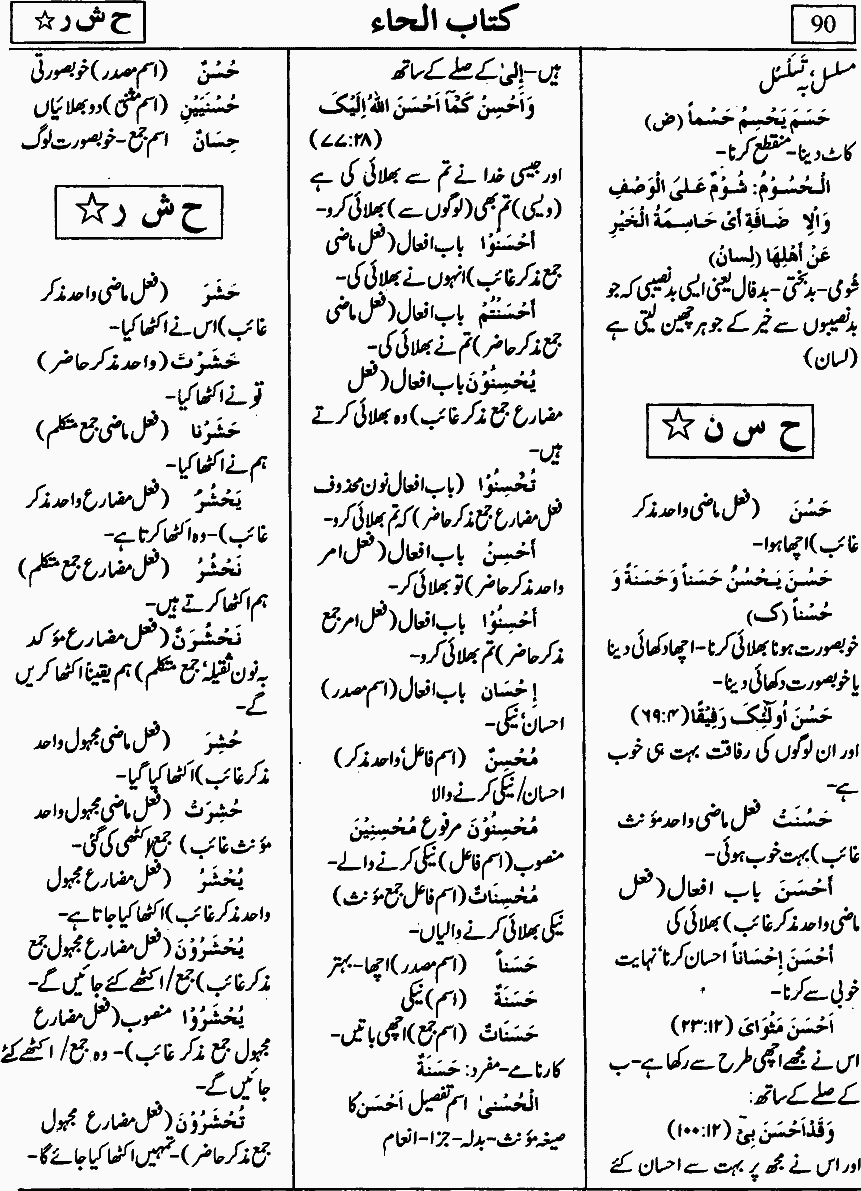 90
کتاب الحاء
ح ش ر ☆
مسلسل، پے تَسَلسُل
حَسَمَ یَحْسِمُ حَسْماً (ض)
کاٹ دینا-منقطع کرنا-
الْحُسُوْمُ: شُوْمٌ عَلَی الْوَصْفِ
وَالْاِ ضَافَةِ اَیْ حَاسِمَةُ الْخَیْرِ
عَنْ اَهْلِهَا (لِسانُ)
شومی-بدبختی-بدفال یعنی ایسی بدنصیبی کہ جو
بدنصیبوں سے خیر کے جوہر چھین لیتی ہے
(لسان)
ح س ن ☆
حَسُنَ (فعل ماضی واحد مذکر
غائب) اچھا ہوا-
حَسُنَ یَحْسُنُ حَسَناً وَحَسَنَةً وَ
حُسْناً (ک)
خوبصورت ہونا بھلائی کرنا-اچھا دکھائی دینا
یا خوبصورت دکھائی دینا-
حَسُنَ اُولٰٓئِکَ رَفِیْقًا (۶۹:۴)
اور ان لوگوں کی رفاقت بہت ہی خوب
ہے-
حَسُنَتْ فعل ماضی واحد مؤنث
غائب) بہت خوب ہوئی-
اَحْسَنَ باب افعال (فعل
ماضی واحد مذکر غائب) بھلائی کی
اَحْسَنَ اِحْسَاناً احسان کرنا، نہایت
خوبی سے کرنا-
اَحْسَنَ مَثْوَایَ (۲۳:۱۲)
اس نے مجھے اچھی طرح سے رکھا ہے-ب
کے صلے کے ساتھ:
وَقَدْاَحْسَنَ بِیْٓ (۱۰۰:۱۲)
اور اس نے مجھ پر بہت سے احسان کئے
ہیں-اِلیٰ کے صلے کے ساتھ
وَاَحْسِنْ کَمَآ اَحْسَنَ اللہُ اِلَیْکَ
(۷۷:۲۸)
اور جیسی خدا نے تم سے بھلائی کی ہے
(ویسی) تم بھی (لوگوں سے) بھلائی کرو-
اَحْسَنُوْا باب افعال (فعل ماضی
جمع مذکر غائب) انہوں نے بھلائی کی-
اَحْسَنْتُمْ باب افعال (فعل ماضی
جمع مذکر حاضر) تم نے بھلائی کی-
یُحْسِنُوْنَ باب افعال (فعل
مضارع جمع مذکر غائب) وہ بھلائی کرتے
ہیں-
تُحْسِنُوْا (باب افعال نون محذوف
فعل مضارع جمع مذکر حاضر) کہ تم بھلائی کرو-
اَحْسِنْ باب افعال (فعل امر
واحد مذکر حاضر) تو بھلائی کر-
اَحْسِنُوْا باب افعال (فعل امر جمع
مذکر حاضر) تم بھلائی کرو-
اِحْسَان باب افعال (اسم مصدر)
احسان، نیکی-
مُحْسِنٌ (اسم فاعل، واحد مذکر)
احسان/نیکی کرنے والا
مُحْسِنُوْنَ مرفوع مُحْسِنِیْنَ
منصوب (اسم فاعل) نیکی کرنے والے-
مُحْسِنَاتٌ (اسم فاعل جمع مؤنث)
نیکی بھلائی کرنے والیاں-
حَسَناً (اسم مصدر) اچھا-بہتر
حَسَنَةٌ (اسم) نیکی
حَسَنَاتٌ (اسم جمع) اچھی باتیں-
کارنامے-مفرد: حَسَنَةٌ
الْحُسْنیٰ اسم تفصیل اَحْسَن کا
صیغہ مؤنث-بدلہ-جزا-انعام
حُسْنٌ (اسم مصدر) خوبصورتی
حُسْنَیَیْنِ (اسم مثنی) دو بھلائیاں
حِسَانٌ اسم جمع-خوبصورت لوگ
ح ش ر ☆
حَشَرَ (فعل ماضی واحد مذکر
غائب) اس نے اکٹھا کیا-
حَشَرْتَ (واحد مذکر حاضر)
تو نے اکٹھا کیا-
حَشَرْنَا (فعل ماضی جمع متکلم)
ہم نے اکٹھا کیا-
یَحْشُرُ (فعل مضارع واحد مذکر
غائب)-وہ اکٹھا کرتا ہے-
نَحْشُرُ (فعل مضارع جمع متکلم)
ہم اکٹھا کرتے ہیں-
نَحْشُرَنَّ (فعل مضارع مؤکد
بہ نون ثقیلہ، جمع متکلم) ہم یقیناً اکٹھا کریں
گے-
حُشِرَ (فعل ماضی مجہول واحد
مذکر غائب) اکٹھا کیا گیا-
حُشِرَتْ (فعل ماضی مجہول واحد
مؤنث غائب) جمع/اکٹھی کی گئی-
یُحْشَرُ (فعل مضارع مجہول
واحد مذکر غائب) اکٹھا کیا جاتا ہے-
یُحْشَرُوْنَ (فعل مضارع مجہول جمع
مذکر غائب) جمع/اکٹھے کئے جائیں گے-
یُحْشَرُوْا منصوب (فعل مضارع
مجہول جمع مذکر غائب)-وہ جمع/اکٹھے کئے
جائیں گے-
تُحْشَرُوْنَ (فعل مضارع مجہول
جمع مذکر حاضر)-تمہیں اکٹھا کیا جائے گا-